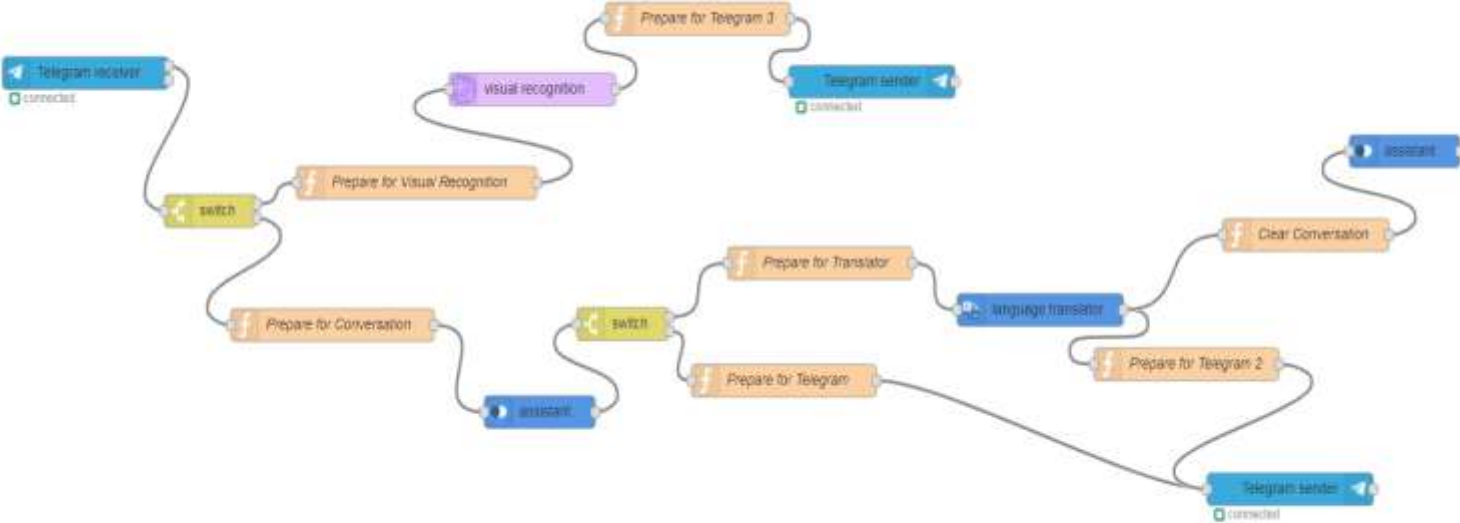 Prepare for Telegram 3
Telegram receiver
connected
visual recognition
Telegram sender
connected
assistant
Prepare for Visual Recognition
switch
Clear Conversation
Prepare for Translator
language translator
Prepare for Conversation
switch
Prepare for Telegram 2
Prepare for Telegram
assistant
Telegram sender
connected